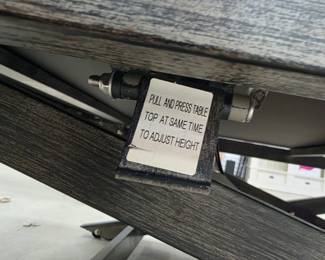 PULL AND PRESS TABLE
TOP AT SAME TIME
TO ADJUST HEIGHT